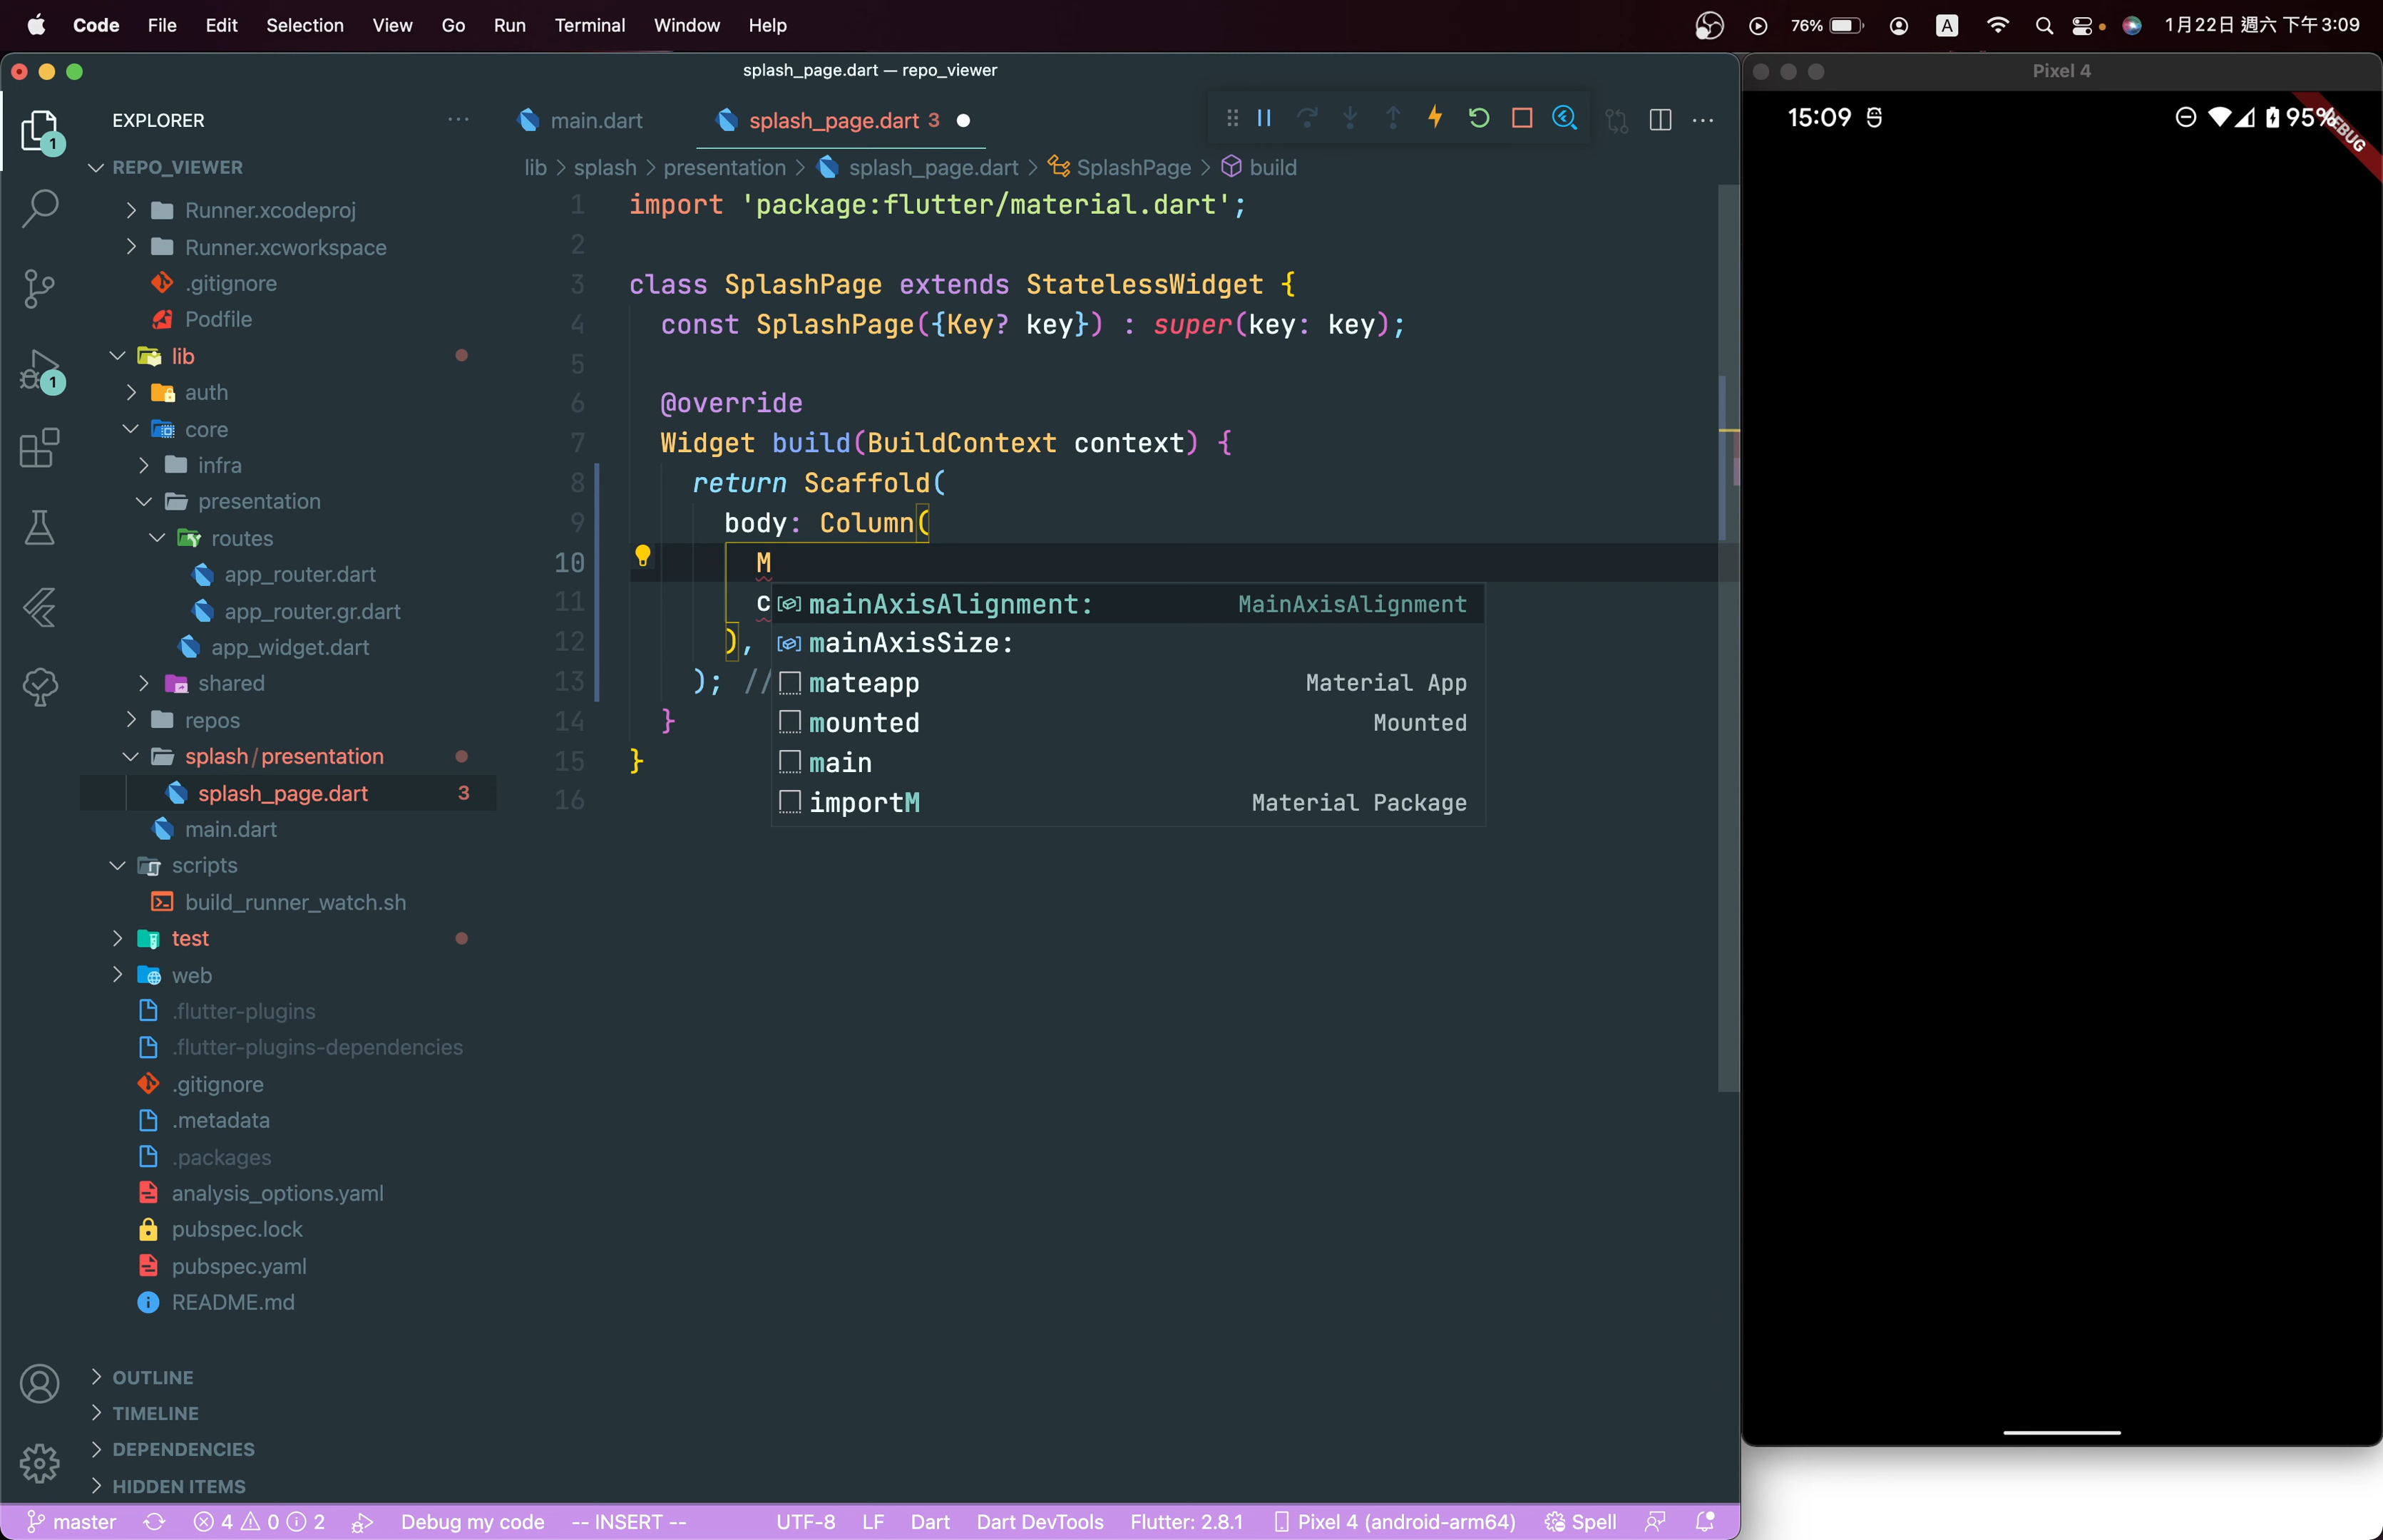 Code File Edit Selection View Go Run Terminal Window Help
76% A 1月22日 週六 下午3:09
splash_page.dart — repo_viewer
EXPLORER
main.dart
splash_page.dart 3
REPO_VIEWER
lib > splash > presentation > splash_page.dart > SplashPage > build
Runner.xcodeproj
Runner.xcworkspace
.gitignore
Podfile
lib
auth
core
infra
presentation
routes
app_router.dart
app_router.gr.dart
app_widget.dart
shared
repos
splash/presentation
splash_page.dart 3
main.dart
scripts
build_runner_watch.sh
test
web
.flutter-plugins
.flutter-plugins-dependencies
.gitignore
.metadata
.packages
analysis_options.yaml
pubspec.lock
pubspec.yaml
README.md
OUTLINE
TIMELINE
DEPENDENCIES
HIDDEN ITEMS
1
1
1 import 'package:flutter/material.dart';
2
3 class SplashPage extends StatelessWidget {
4 const SplashPage({Key? key}) : super(key: key);
5
6 @override
7 Widget build(BuildContext context) {
8 return Scaffold(
9 body: Column(
10 M
11 c
12 ),
13 ); //
14 }
15 }
16
mainAxisAlignment: MainAxisAlignment
mainAxisSize:
mateapp Material App
mounted Mounted
main
importM Material Package
master 4 0 2 Debug my code -- INSERT -- UTF-8 LF Dart Dart DevTools Flutter: 2.8.1 Pixel 4 (android-arm64) Spell
Pixel 4
15:09 95%
DEBUG